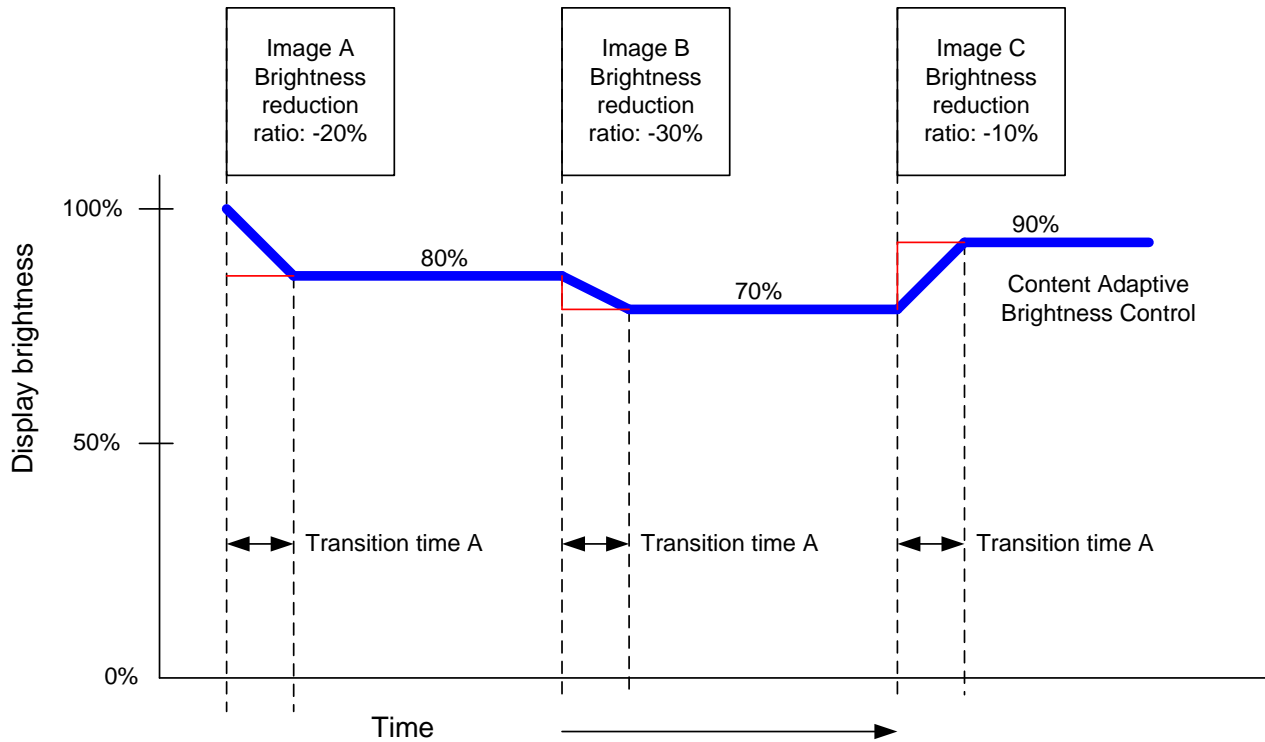 Image A
Brightness
reduction
ratio: -20%
Image B
Brightness
reduction
ratio: -30%
Image C
Brightness
reduction
ratio: -10%
Display brightness
100%
50%
0%
80%
70%
90%
Content Adaptive
Brightness Control
Transition time A
Transition time A
Transition time A
Time